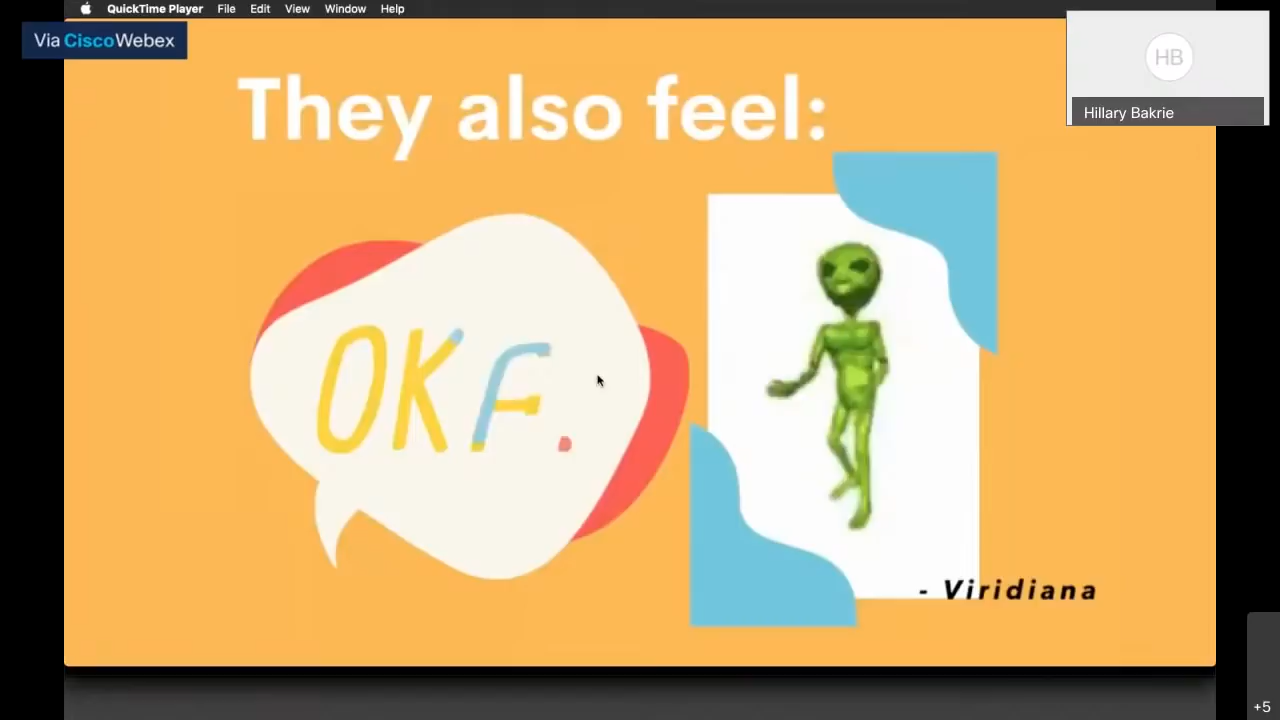 QuickTime Player File Edit View Window Help
Via CiscoWebex
HB
Hillary Bakrie
They also feel:
OKF.
- Viridiana
+5